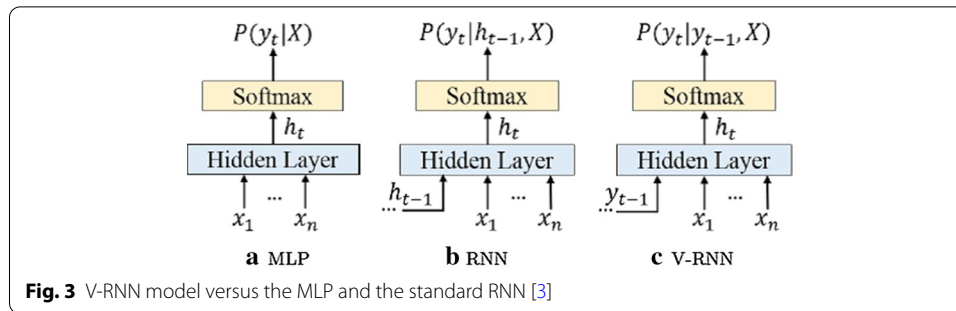 P(y_t|X) P(y_t|h_{t-1}, X) P(y_t|y_{t-1}, X)
Softmax Softmax Softmax
h_t h_t h_t
Hidden Layer Hidden Layer Hidden Layer
... h_{t-1} ... y_{t-1}
... ... ...
x_1 x_n x_1 x_n x_1 x_n
a MLP b RNN c V-RNN
Fig. 3 V-RNN model versus the MLP and the standard RNN [3]